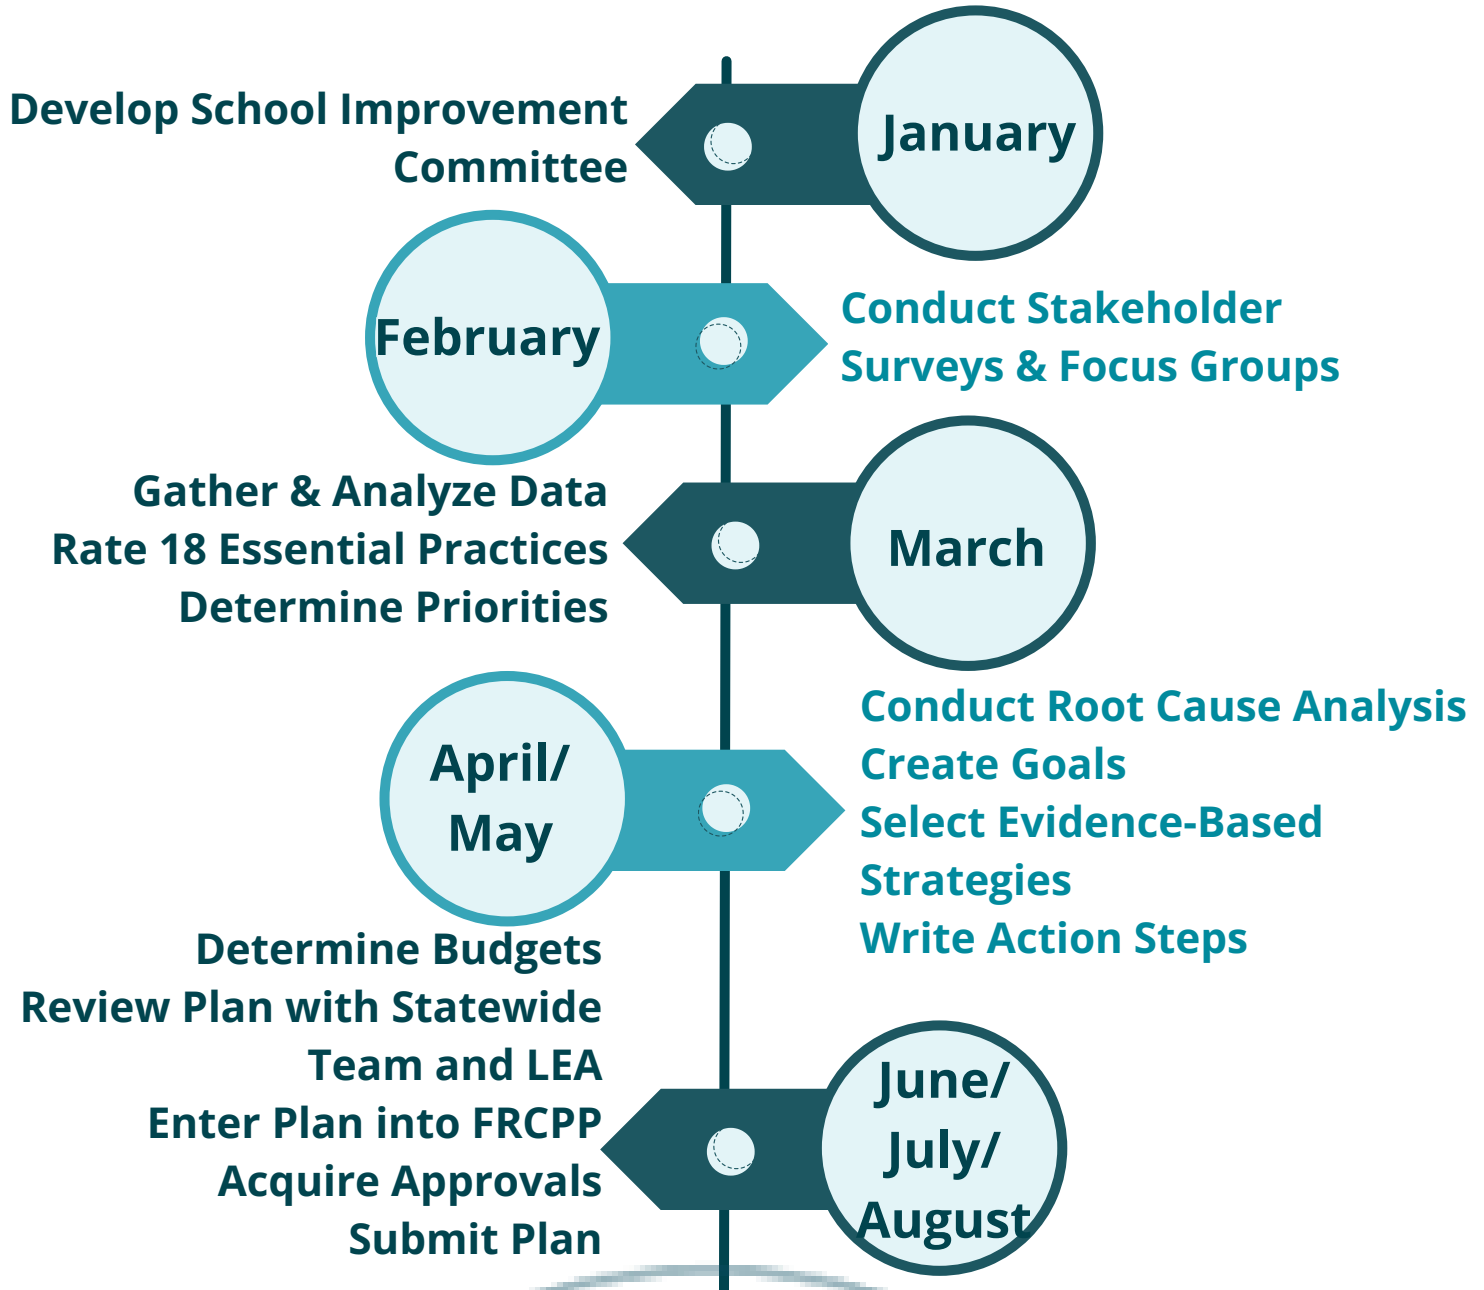 January
Develop School Improvement
Committee
February
Conduct Stakeholder
Surveys & Focus Groups
March
Gather & Analyze Data
Rate 18 Essential Practices
Determine Priorities
April/
May
Conduct Root Cause Analysis
Create Goals
Select Evidence-Based
Strategies
Write Action Steps
June/
July/
August
Determine Budgets
Review Plan with Statewide
Team and LEA
Enter Plan into FRCPP
Acquire Approvals
Submit Plan